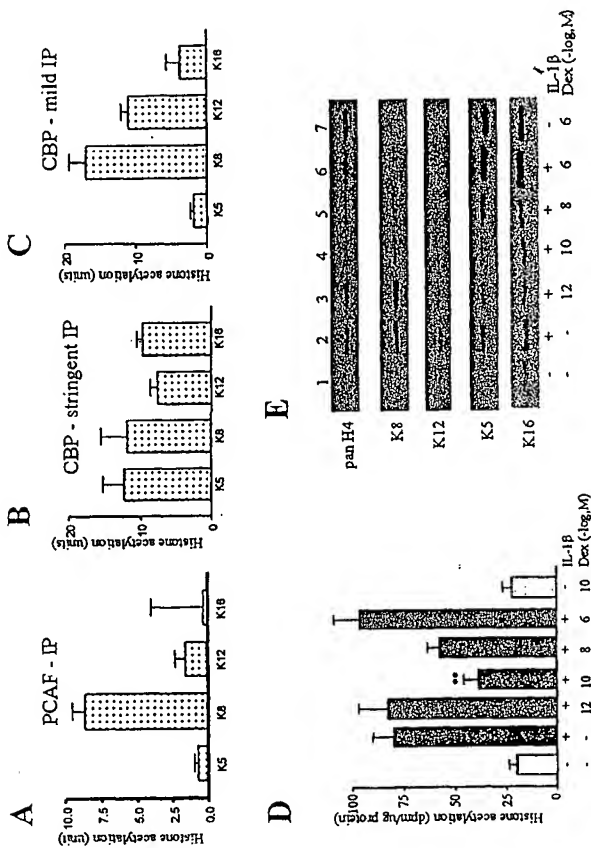 A
PCAF - IP
Histone acetylation (unit)
10.0
7.5
5.0
2.5
0.0
K5
K8
K12
K16
B
CBP - stringent IP
Histone acetylation (units)
20
10
0
K5
K8
K12
K16
C
CBP - mild IP
Histone acetylation (units)
20
10
0
K5
K8
K12
K16
D
Histone acetylation (dpm/ug protein)
100
75
50
25
0
**
- + + + + + -
IL-1β
- - 12 10 8 6 10
Dex (-log,M)
E
1 2 3 4 5 6 7
pan H4
K8
K12
K5
K16
- + + + + + -
IL-1β
- - 12 10 8 6 6
Dex (-log,M)